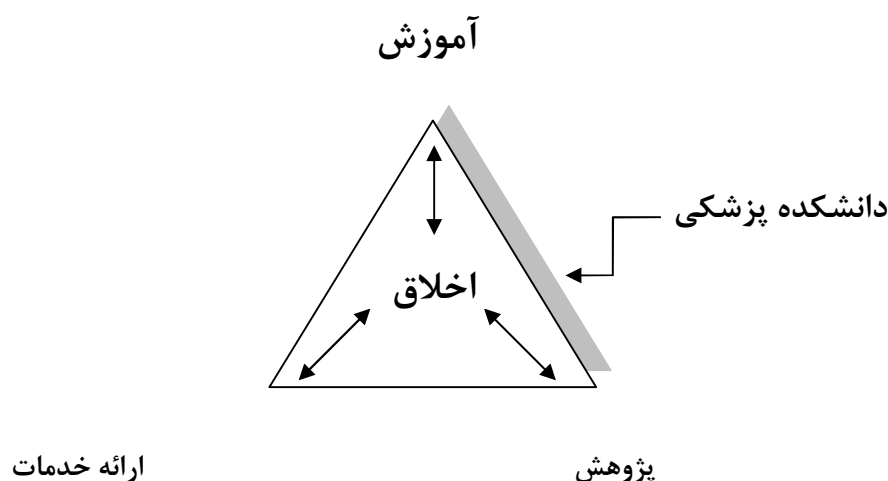 آموزش
دانشکده پزشکی
اخلاق
پژوهش
ارائه خدمات